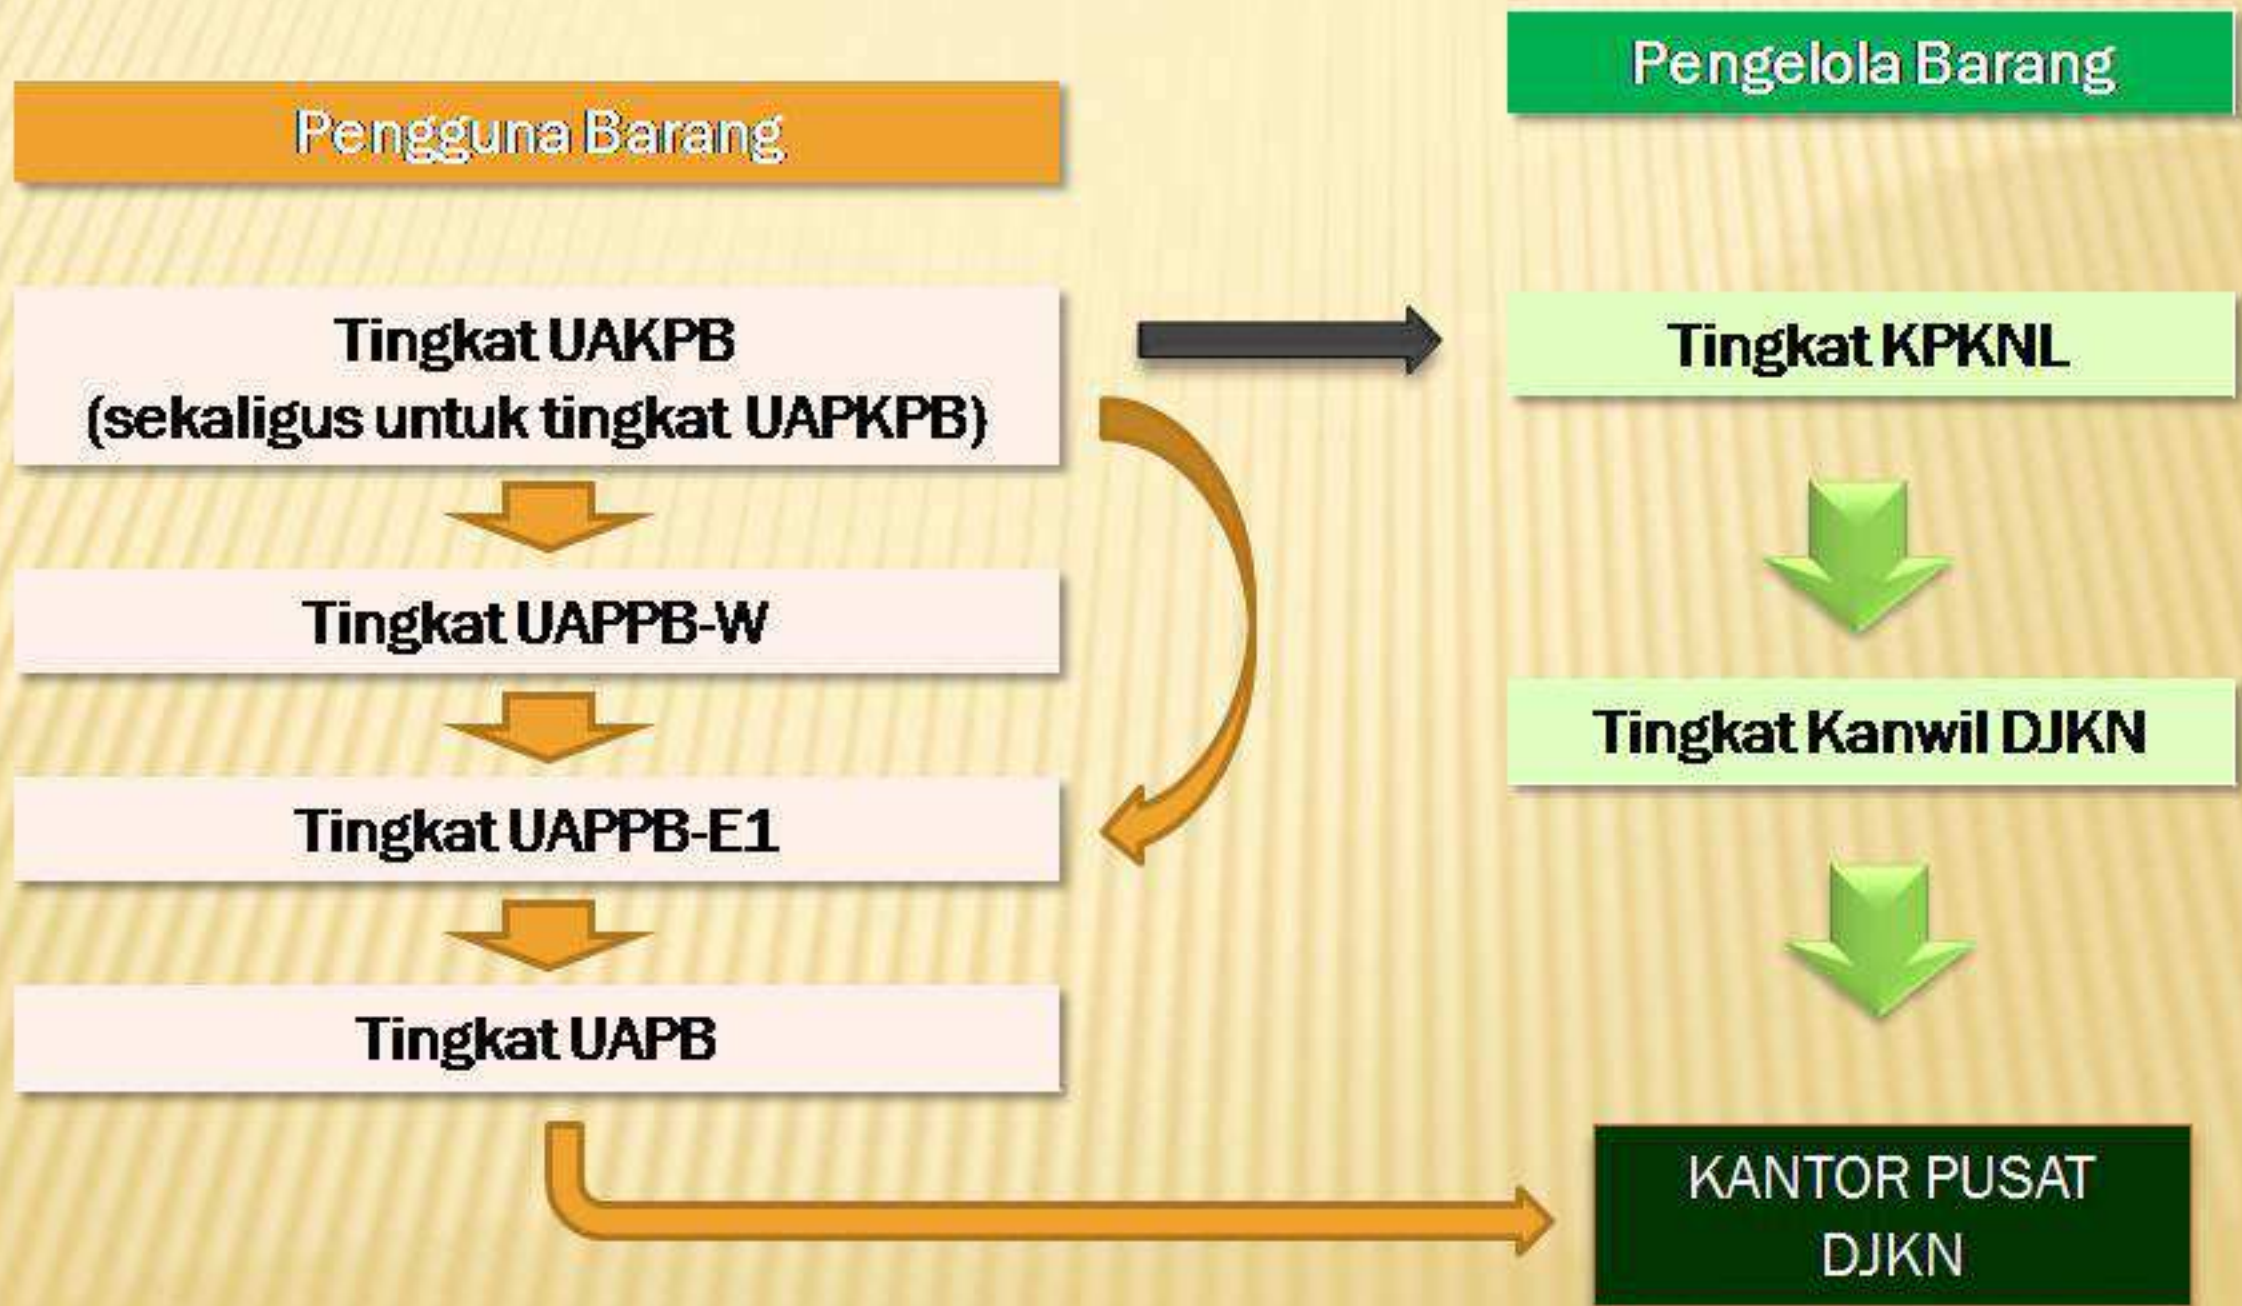 Pengguna Barang
Tingkat UAKPB
(sekaligus untuk tingkat UAPKPB)
Tingkat UAPPB-W
Tingkat UAPPB-E1
Tingkat UAPB
Pengelola Barang
Tingkat KPKNL
Tingkat Kanwil DJKN
KANTOR PUSAT
DJKN